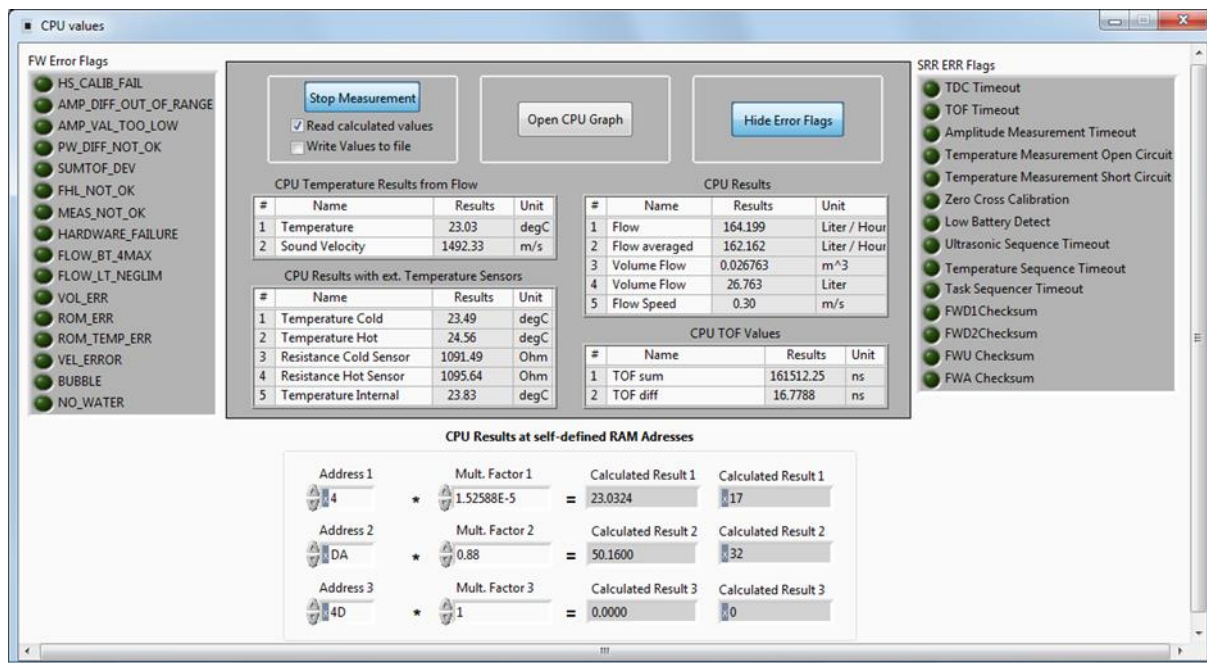 CPU values
FW Error Flags
HS_CALIB_FAIL
AMP_DIFF_OUT_OF_RANGE
AMP_VAL_TOO_LOW
PW_DIFF_NOT_OK
SUMTOF_DEV
FHL_NOT_OK
MEAS_NOT_OK
HARDWARE_FAILURE
FLOW_BT_4MAX
FLOW_LT_NEGLIM
VOL_ERR
ROM_ERR
ROM_TEMP_ERR
VEL_ERROR
BUBBLE
NO_WATER
Stop Measurement
Read calculated values
Write Values to file
Open CPU Graph
Hide Error Flags
CPU Temperature Results from Flow
# Name Results Unit
1 Temperature 23.03 degC
2 Sound Velocity 1492.33 m/s
CPU Results with ext. Temperature Sensors
# Name Results Unit
1 Temperature Cold 23.49 degC
2 Temperature Hot 24.56 degC
3 Resistance Cold Sensor 1091.49 Ohm
4 Resistance Hot Sensor 1095.64 Ohm
5 Temperature Internal 23.83 degC
CPU Results
# Name Results Unit
1 Flow 164.199 Liter / Hour
2 Flow averaged 162.162 Liter / Hour
3 Volume Flow 0.026763 m^3
4 Volume Flow 26.763 Liter
5 Flow Speed 0.30 m/s
CPU TOF Values
# Name Results Unit
1 TOF sum 161512.25 ns
2 TOF diff 16.7788 ns
SRR ERR Flags
TDC Timeout
TOF Timeout
Amplitude Measurement Timeout
Temperature Measurement Open Circuit
Temperature Measurement Short Circuit
Zero Cross Calibration
Low Battery Detect
Ultrasonic Sequence Timeout
Temperature Sequence Timeout
Task Sequencer Timeout
FWD1Checksum
FWD2Checksum
FWU Checksum
FWA Checksum
CPU Results at self-defined RAM Adresses
Address 1 Mult. Factor 1 Calculated Result 1 Calculated Result 1
x 4 * 1.52588E-5 = 23.0324 x 17
Address 2 Mult. Factor 2 Calculated Result 2 Calculated Result 2
x DA * 0.88 = 50.1600 x 32
Address 3 Mult. Factor 3 Calculated Result 3 Calculated Result 3
x 4D * 1 = 0.0000 x 0